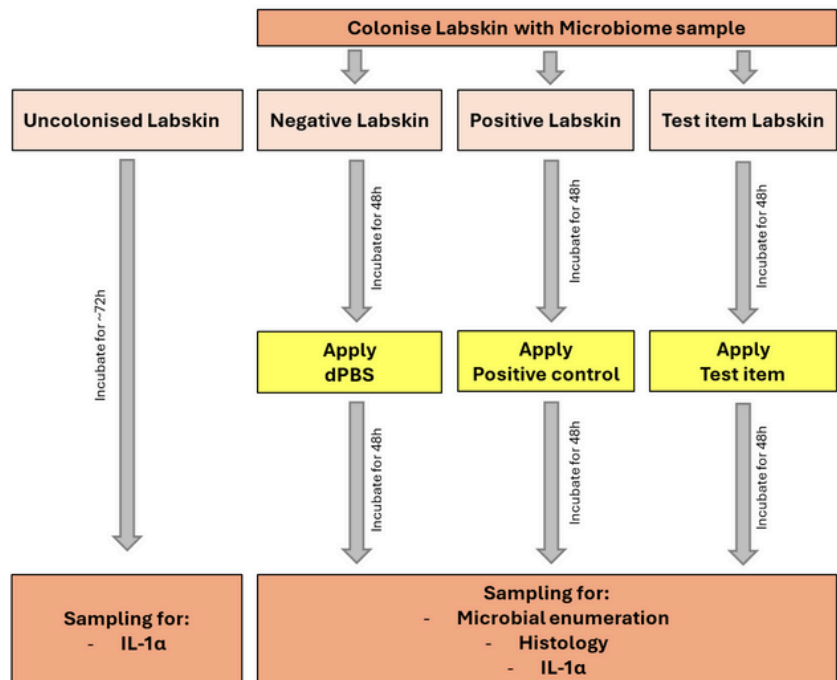 Colonise Labskin with Microbiome sample
Uncolonised Labskin
Negative Labskin
Positive Labskin
Test item Labskin
Incubate for ~72h
Incubate for 48h
Incubate for 48h
Incubate for 48h
Apply
dPBS
Apply
Positive control
Apply
Test item
Incubate for 48h
Incubate for 48h
Incubate for 48h
Sampling for:
- IL-1α
Sampling for:
- Microbial enumeration
- Histology
- IL-1α